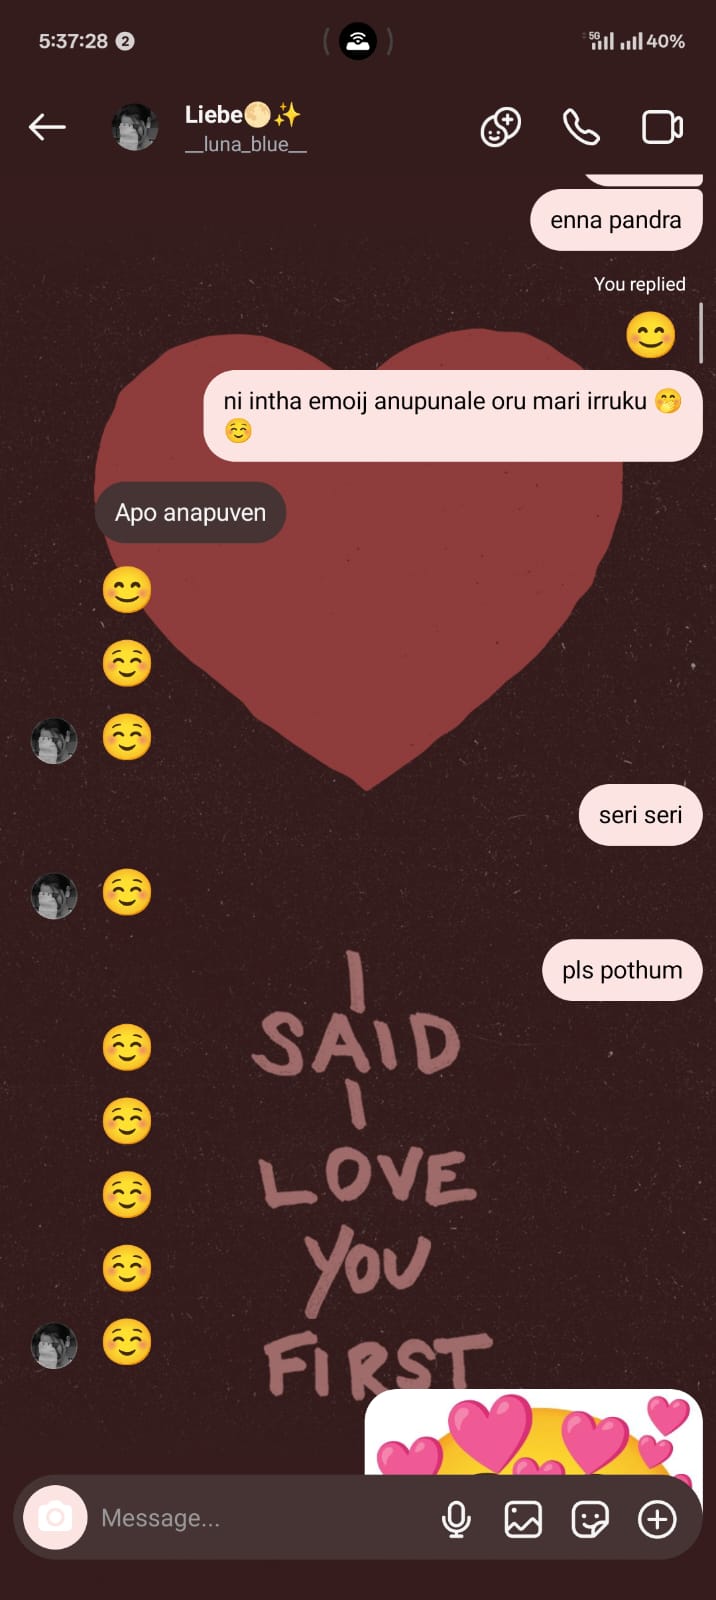 5:37:28 2
5G 40%
Liebe🌕✨
__luna_blue__
enna pandra
You replied
😊
ni intha emoij anupunale oru mari irruku 🤭
☺️
Apo anapuven
😊
☺️
☺️
seri seri
☺️
pls pothum
☺️
☺️
☺️
☺️
☺️
I
SAID
I
LOVE
YOU
FIRST
Message...